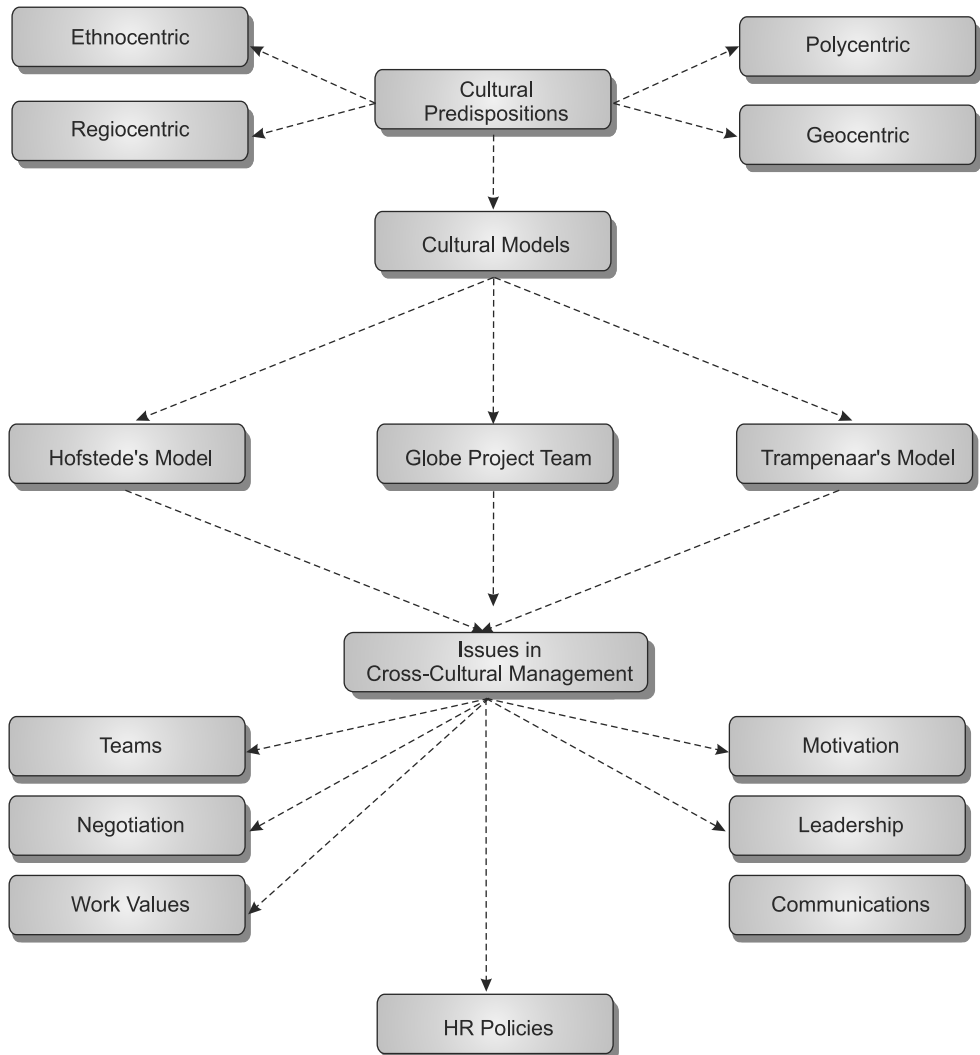 Ethnocentric
Polycentric
Cultural
Predispositions
Regiocentric
Geocentric
Cultural Models
Hofstede's Model
Globe Project Team
Trampenaar's Model
Issues in
Cross-Cultural Management
Teams
Motivation
Negotiation
Leadership
Work Values
Communications
HR Policies